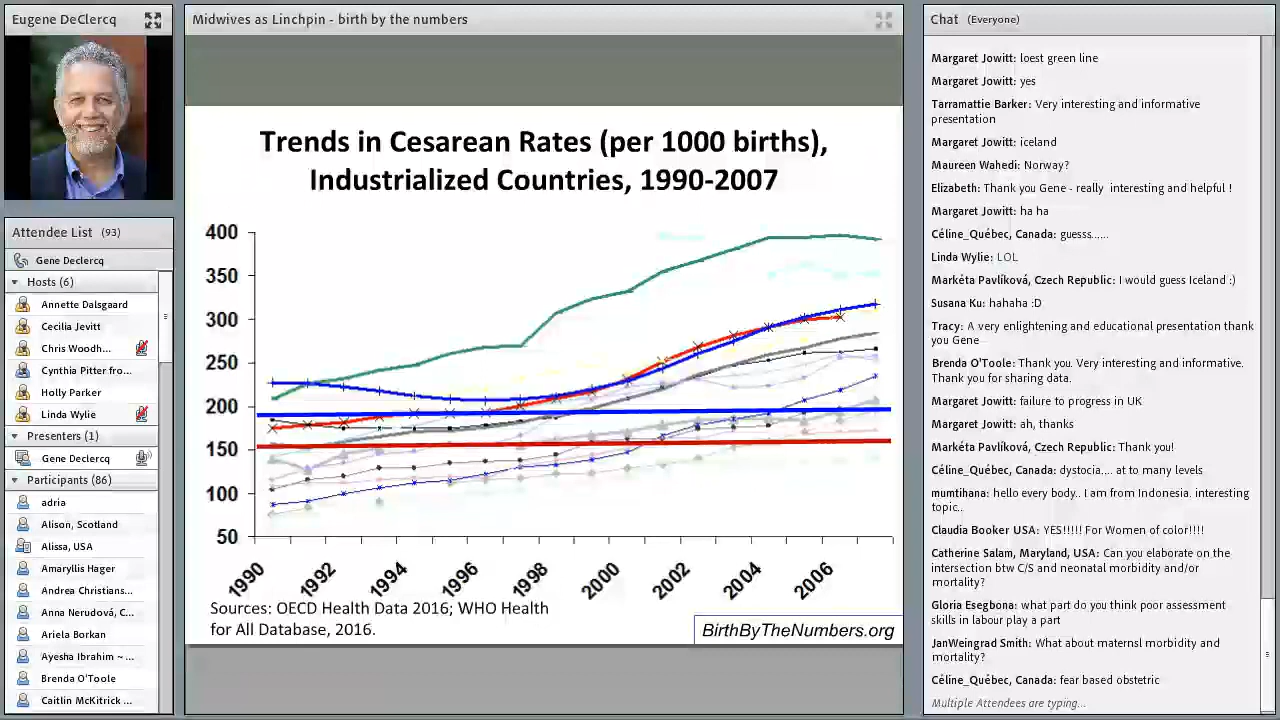 Eugene DeClercq
Attendee List (93)
Gene Declercq
Hosts (6)
Annette Dalsgaard
Cecilia Jevitt
Chris Woodh...
Cynthia Pitter fro...
Holly Parker
Linda Wylie
Presenters (1)
Gene Declercq
Participants (86)
adria
Alison, Scotland
Alissa, USA
Amaryllis Hager
Andrea Christians...
Anna Nerudová, C...
Ariela Borkan
Ayesha Ibrahim ~ ...
Brenda O'Toole
Caitlin McKitrick ...
Midwives as Linchpin - birth by the numbers
Trends in Cesarean Rates (per 1000 births),
Industrialized Countries, 1990-2007
400
350
300
250
200
150
100
50
1990
1992
1994
1996
1998
2000
2002
2004
2006
Sources: OECD Health Data 2016; WHO Health
for All Database, 2016.
BirthByTheNumbers.org
Chat (Everyone)
Margaret Jowitt: loest green line
Margaret Jowitt: yes
Tarramattie Barker: Very interesting and informative
presentation
Margaret Jowitt: iceland
Maureen Wahedi: Norway?
Elizabeth: Thank you Gene - really interesting and helpful !
Margaret Jowitt: ha ha
Céline_Québec, Canada: guesss......
Linda Wylie: LOL
Markéta Pavlíková, Czech Republic: I would guess Iceland :)
Susana Ku: hahaha :D
Tracy: A very enlightening and educational presentation thank
you Gene
Brenda O'Toole: Thank you. Very interesting and informative.
Thank you for sharing data.
Margaret Jowitt: failure to progress in UK
Margaret Jowitt: ah, thanks
Markéta Pavlíková, Czech Republic: Thank you!
Céline_Québec, Canada: dystocia.... at to many levels
mumtihana: hello every body.. I am from Indonesia. interesting
topic..
Claudia Booker USA: YES!!!!! For Women of color!!!!
Catherine Salam, Maryland, USA: Can you elaborate on the
intersection btw C/S and neonatal morbidity and/or
mortality?
Gloria Esegbona: what part do you think poor assessment
skills in labour play a part
JanWeingrad Smith: What about maternsl morbidity and
mortality?
Céline_Québec, Canada: fear based obstetric
Multiple Attendees are typing...